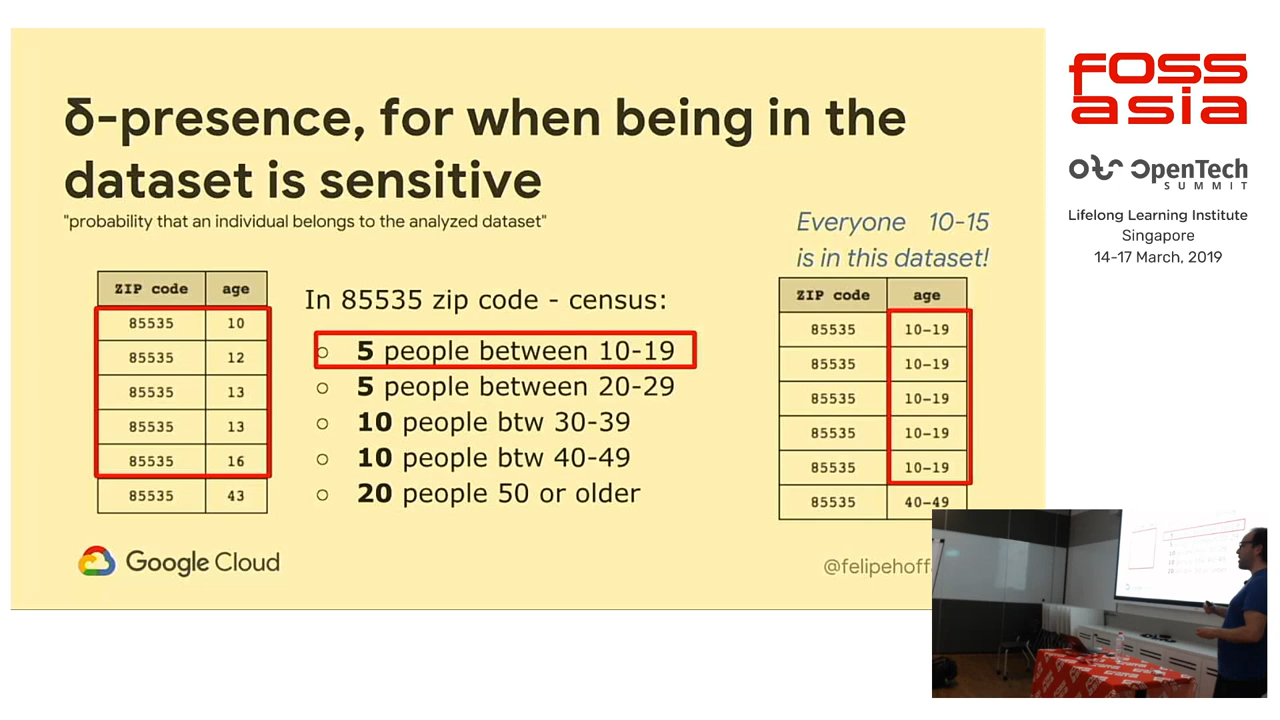 δ-presence, for when being in the
dataset is sensitive
"probability that an individual belongs to the analyzed dataset"
Everyone 10-15
is in this dataset!
ZIP code age
85535 10
85535 12
85535 13
85535 13
85535 16
85535 43
In 85535 zip code - census:
5 people between 10-19
5 people between 20-29
10 people btw 30-39
10 people btw 40-49
20 people 50 or older
ZIP code age
85535 10-19
85535 10-19
85535 10-19
85535 10-19
85535 10-19
85535 40-49
Google Cloud
fOSS
asia
OpenTech
SUMMIT
Lifelong Learning Institute
Singapore
14-17 March, 2019